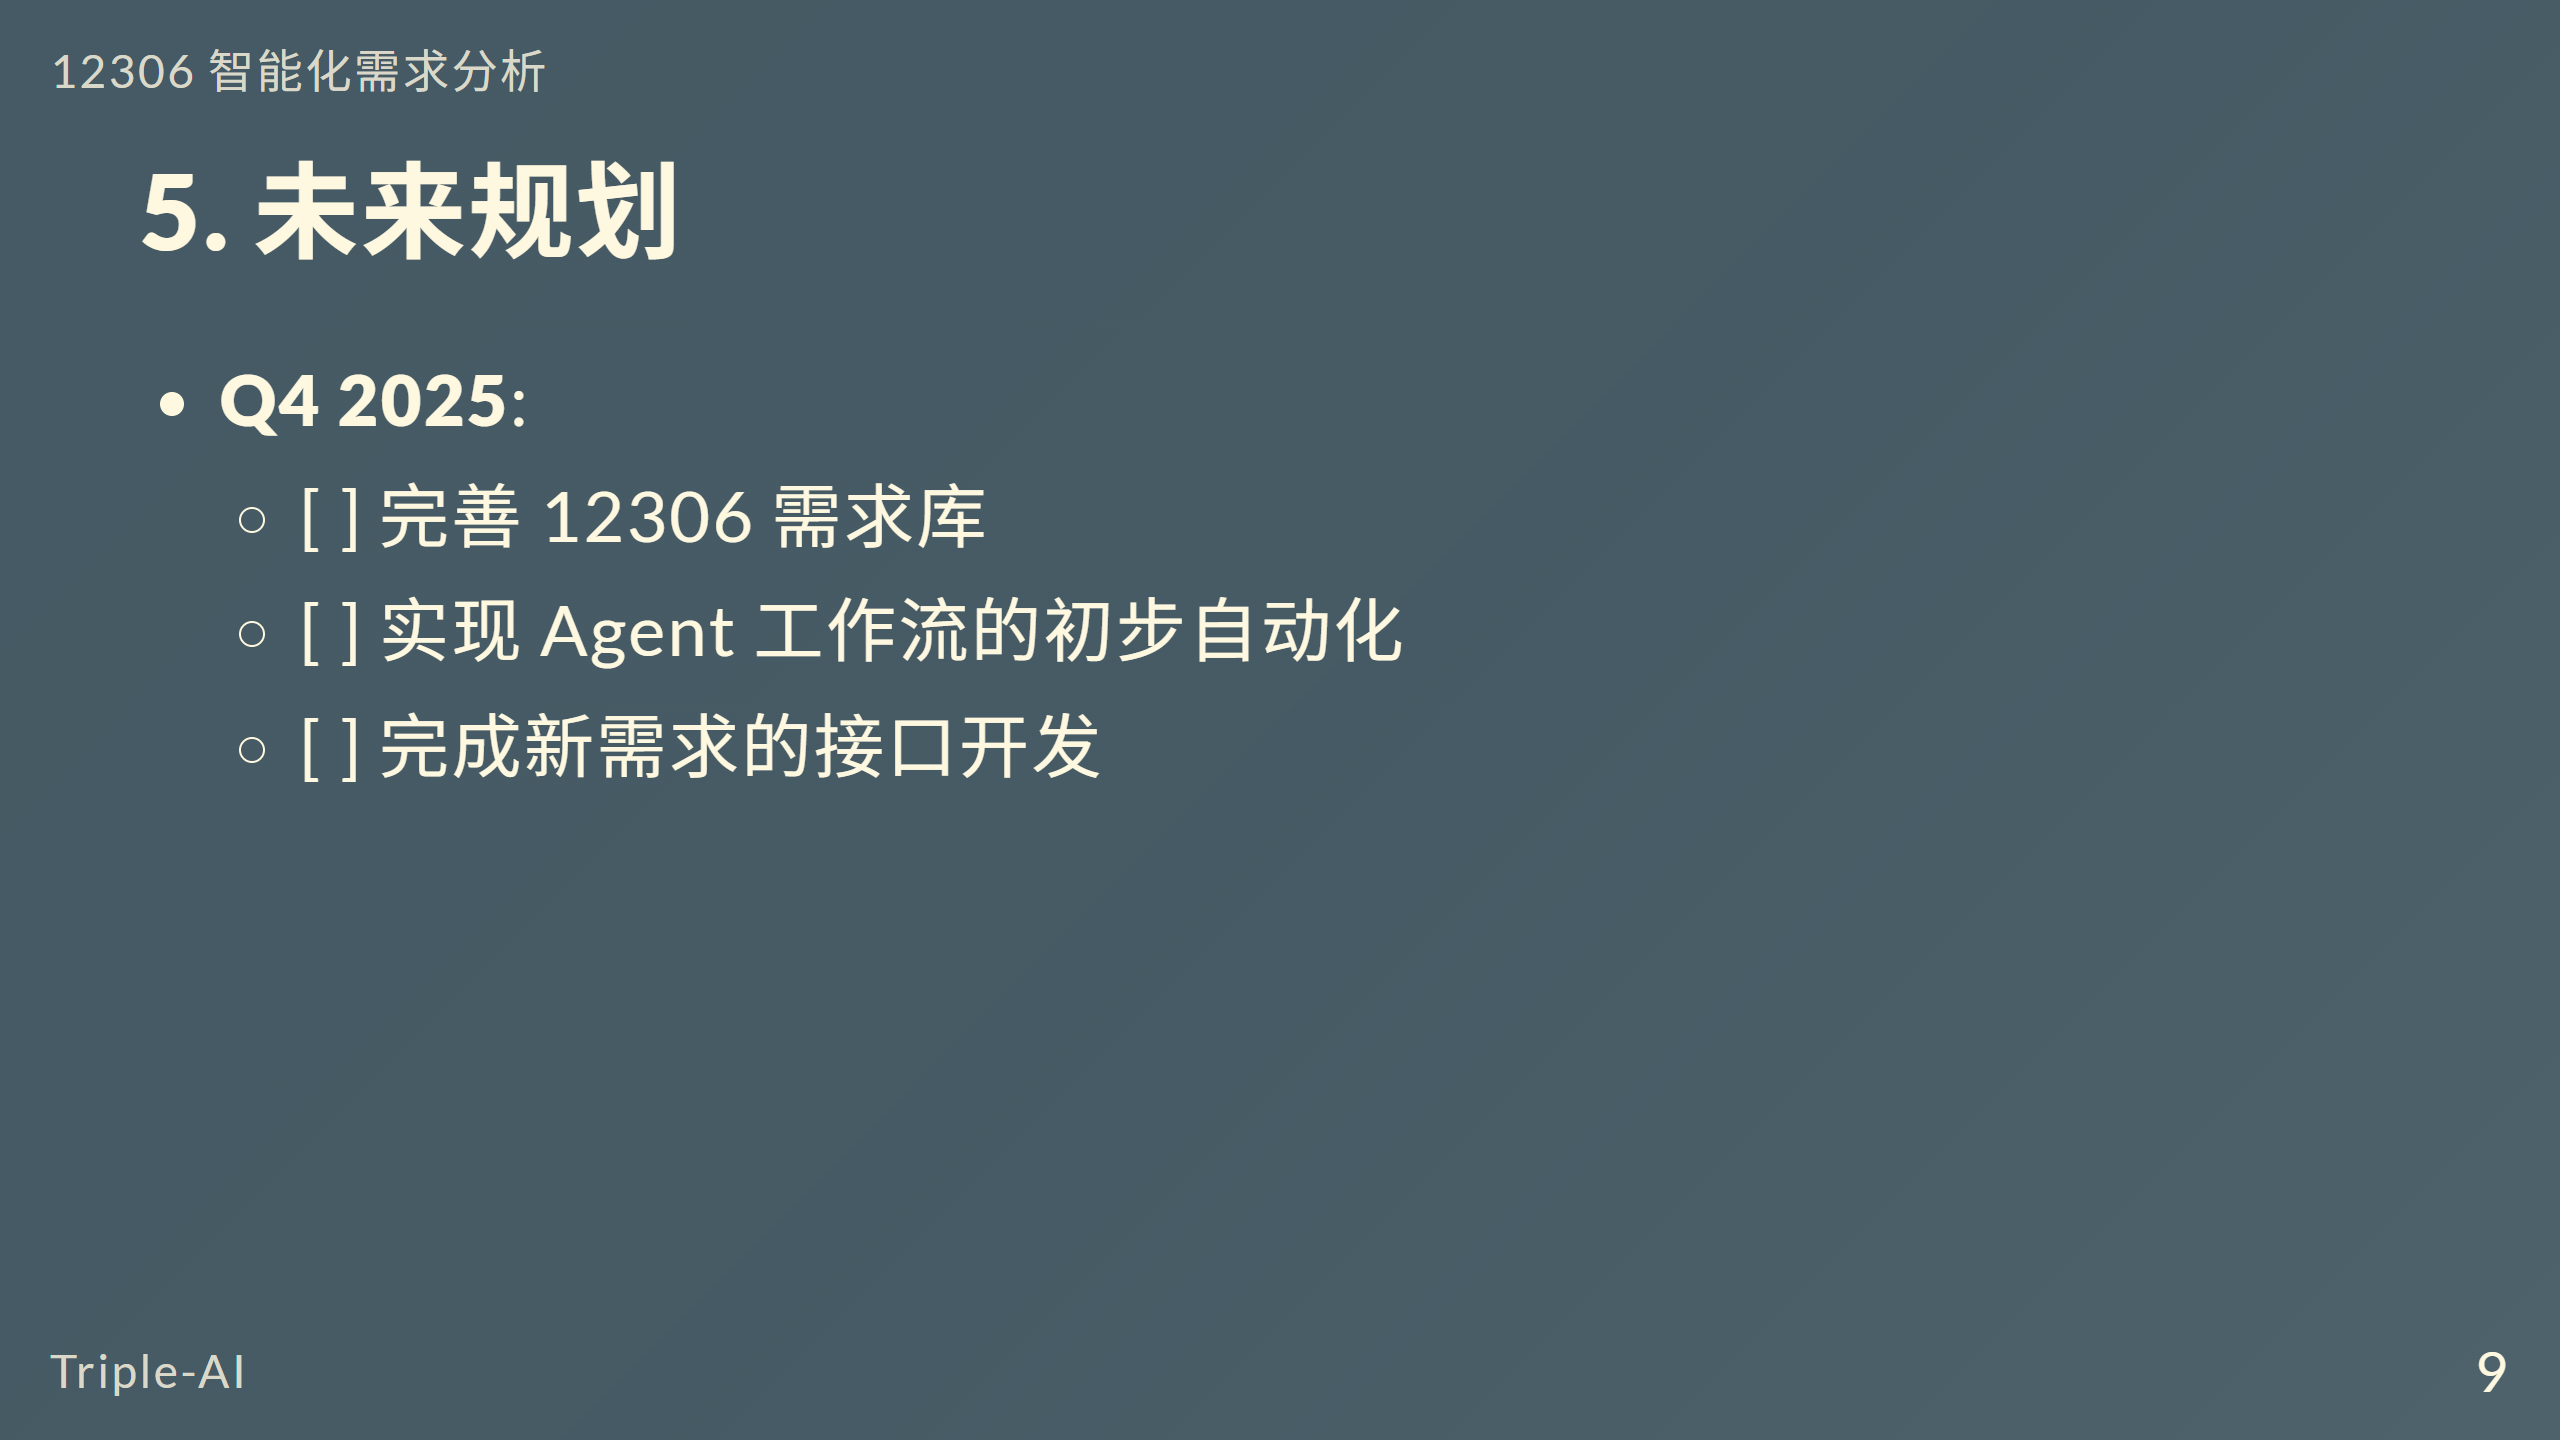 12306 智能化需求分析
5. 未来规划
• Q4 2025:
○ [ ] 完善 12306 需求库
○ [ ] 实现 Agent 工作流的初步自动化
○ [ ] 完成新需求的接口开发
Triple-AI
9